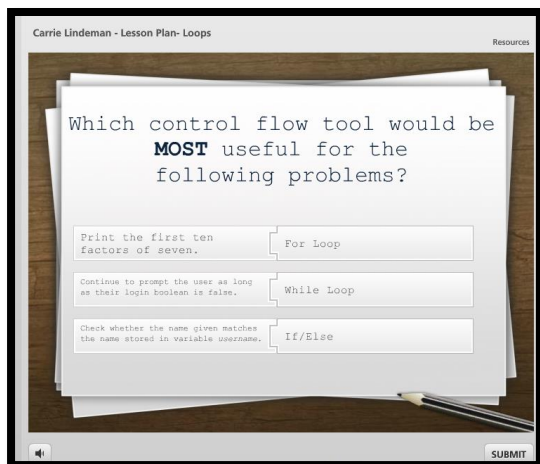 Carrie Lindeman - Lesson Plan- Loops
Resources
Which control flow tool would be
MOST useful for the
following problems?
Print the first ten
factors of seven.
For Loop
Continue to prompt the user as long
as their login boolean is false.
While Loop
Check whether the name given matches
the name stored in variable username.
If/Else
SUBMIT